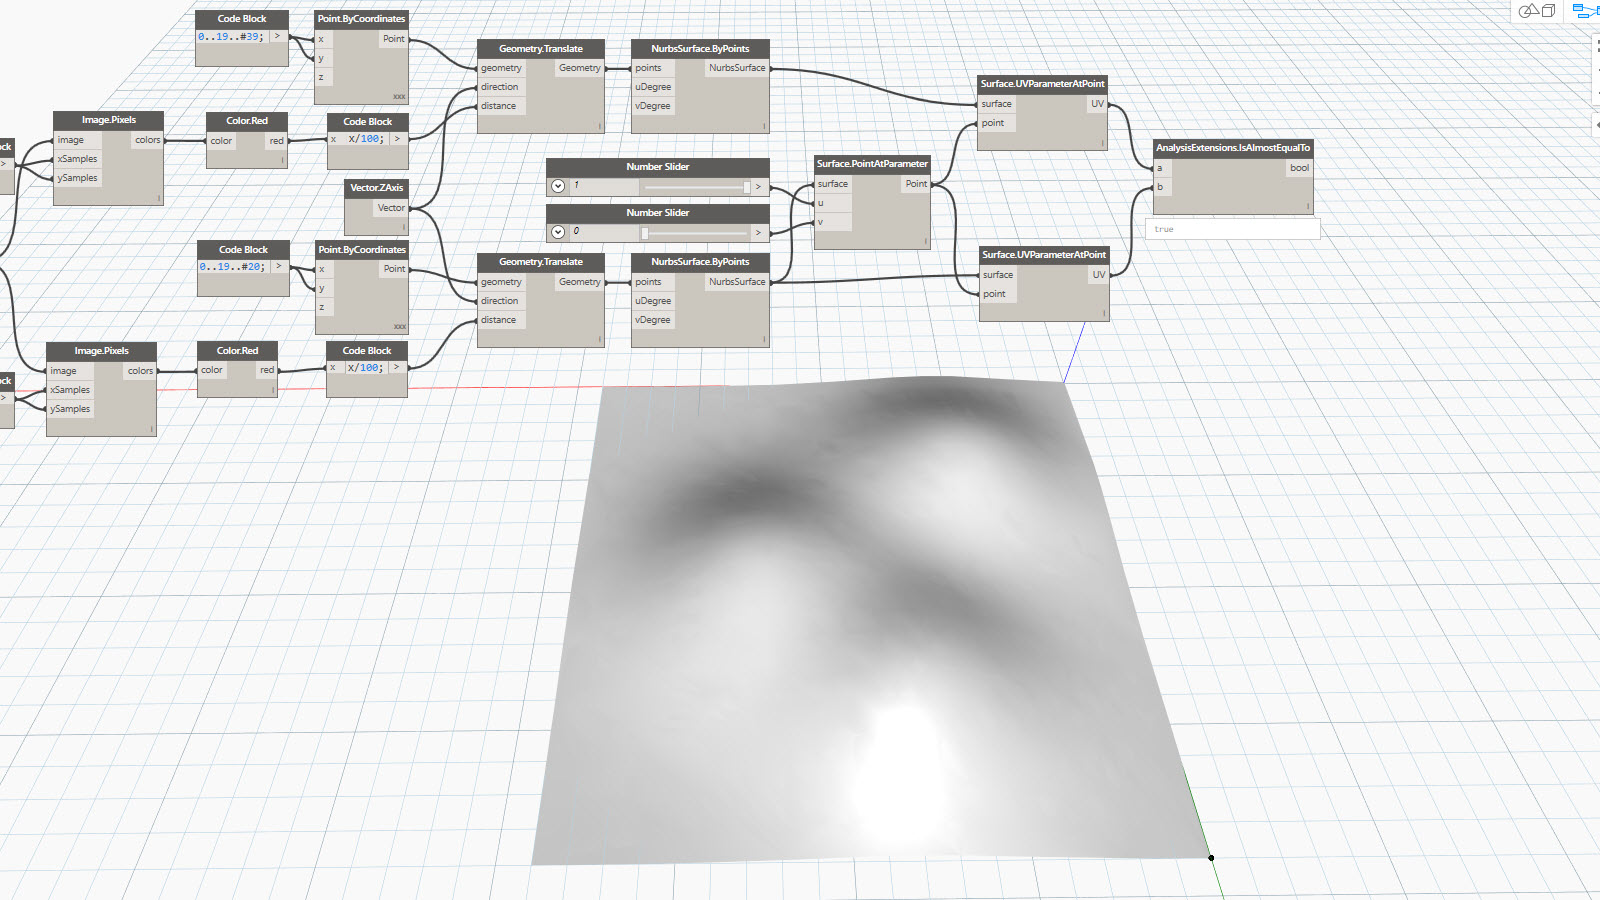 Code Block
0..19..#39; >
Point.ByCoordinates
x Point
y
z
xxx
Geometry.Translate
geometry Geometry
direction
distance
NurbsSurface.ByPoints
points NurbsSurface
uDegree
vDegree
Surface.UVParameterAtPoint
surface UV
point
Image.Pixels
image colors
xSamples
ySamples
Color.Red
color red
Code Block
x x/100; >
ock
>
AnalysisExtensions.IsAlmostEqualTo
a bool
b
true
Number Slider
1 >
Number Slider
0 >
Surface.PointAtParameter
surface Point
u
v
Vector.ZAxis
Vector
Code Block
0..19..#20; >
Point.ByCoordinates
x Point
y
z
xxx
Geometry.Translate
geometry Geometry
direction
distance
NurbsSurface.ByPoints
points NurbsSurface
uDegree
vDegree
Surface.UVParameterAtPoint
surface UV
point
Image.Pixels
image colors
xSamples
ySamples
Color.Red
color red
Code Block
x x/100; >
ock
>